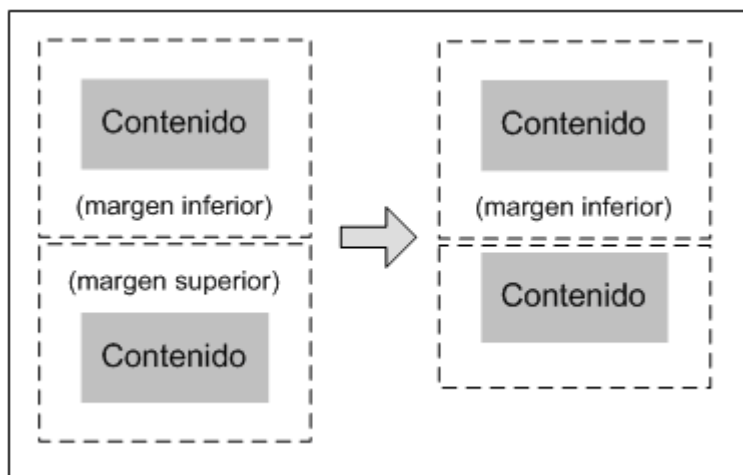 Contenido
(margen inferior)
(margen superior)
Contenido
Contenido
(margen inferior)
Contenido